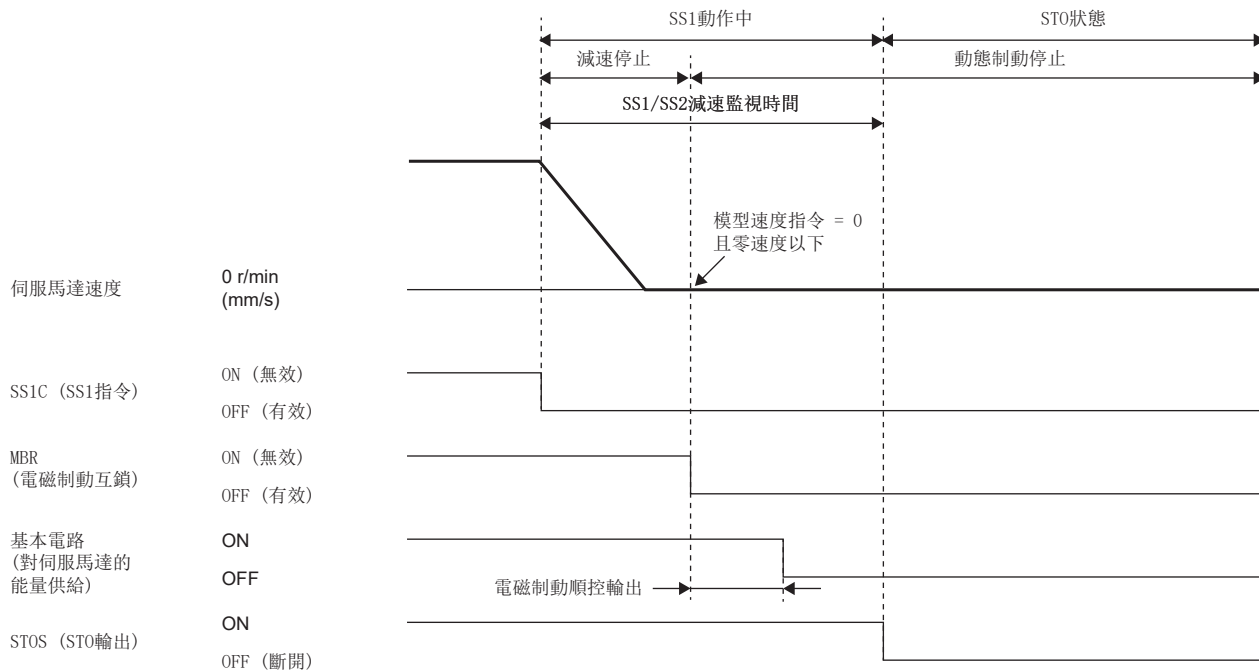 SS1動作中
STO狀態
減速停止
動態制動停止
SS1/SS2減速監視時間
模型速度指令 = 0
且零速度以下
伺服馬達速度
0 r/min
(mm/s)
SS1C (SS1指令)
ON (無效)
OFF (有效)
MBR
(電磁制動互鎖)
ON (無效)
OFF (有效)
基本電路
(對伺服馬達的
能量供給)
ON
OFF
電磁制動順控輸出
STOS (STO輸出)
ON
OFF (斷開)